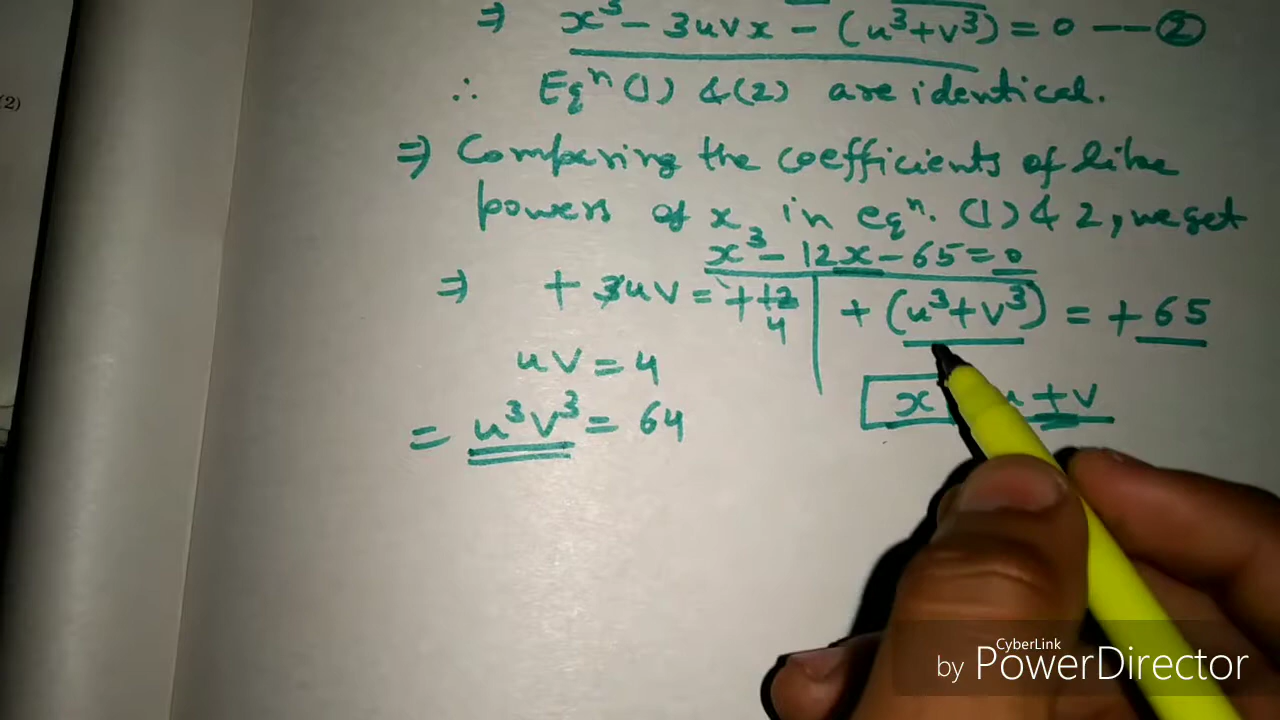 ⇒ x³ - 3uvx - (u³+v³) = 0 —— ②
(2)
∴ Eqⁿ (1) & (2) are identical.
⇒ Comparing the coefficients of like
powers of x in eqⁿ. (1) & 2, we get
x³ - 12x - 65 = 0
⇒ + 3uv = + 12 4 | + (u³+v³) = + 65
uv = 4
x u + v
= u³v³ = 64
CyberLink
by PowerDirector